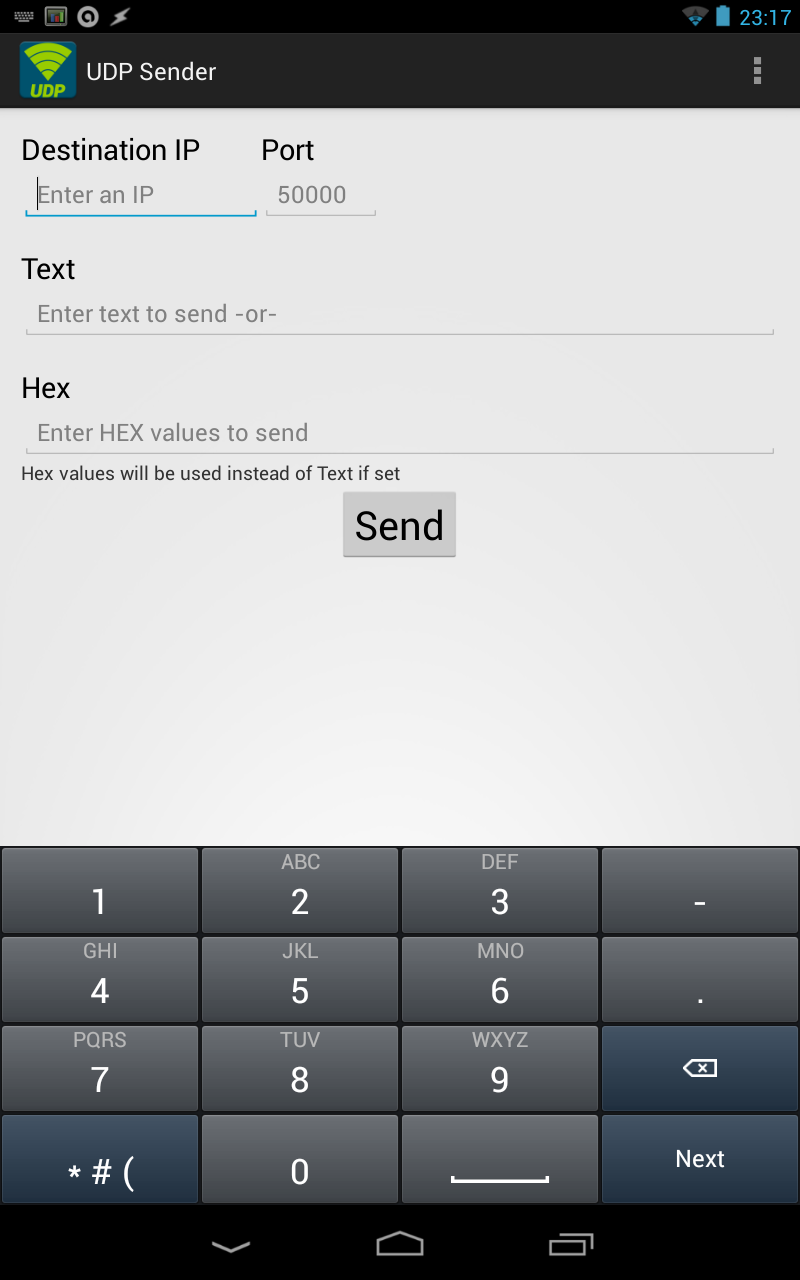 23:17
UDP
UDP Sender
Destination IP Port
Enter an IP 50000
Text
Enter text to send -or-
Hex
Enter HEX values to send
Hex values will be used instead of Text if set
Send
ABC DEF
1 2 3 -
GHI JKL MNO
4 5 6 .
PQRS TUV WXYZ
7 8 9
* # ( 0 Next